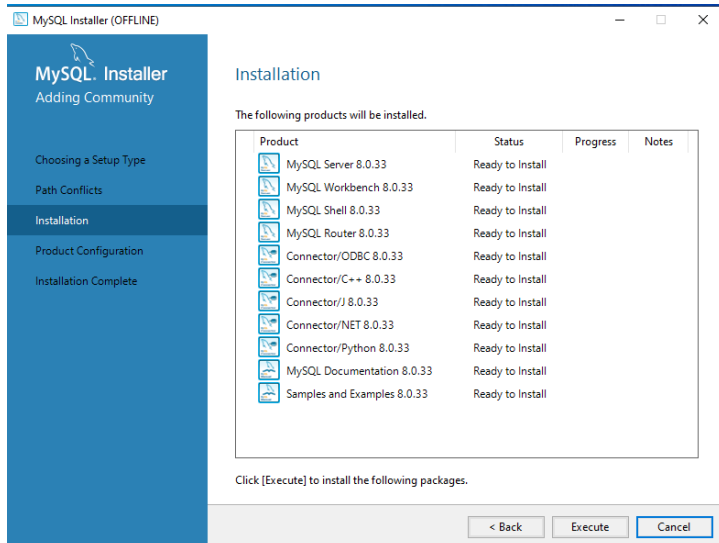 MySQL Installer (OFFLINE)
MySQL. Installer
Adding Community
Choosing a Setup Type
Path Conflicts
Installation
Product Configuration
Installation Complete
Installation
The following products will be installed.
Product Status Progress Notes
MySQL Server 8.0.33 Ready to Install
MySQL Workbench 8.0.33 Ready to Install
MySQL Shell 8.0.33 Ready to Install
MySQL Router 8.0.33 Ready to Install
Connector/ODBC 8.0.33 Ready to Install
Connector/C++ 8.0.33 Ready to Install
Connector/J 8.0.33 Ready to Install
Connector/NET 8.0.33 Ready to Install
Connector/Python 8.0.33 Ready to Install
MySQL Documentation 8.0.33 Ready to Install
Samples and Examples 8.0.33 Ready to Install
Click [Execute] to install the following packages.
< Back Execute Cancel